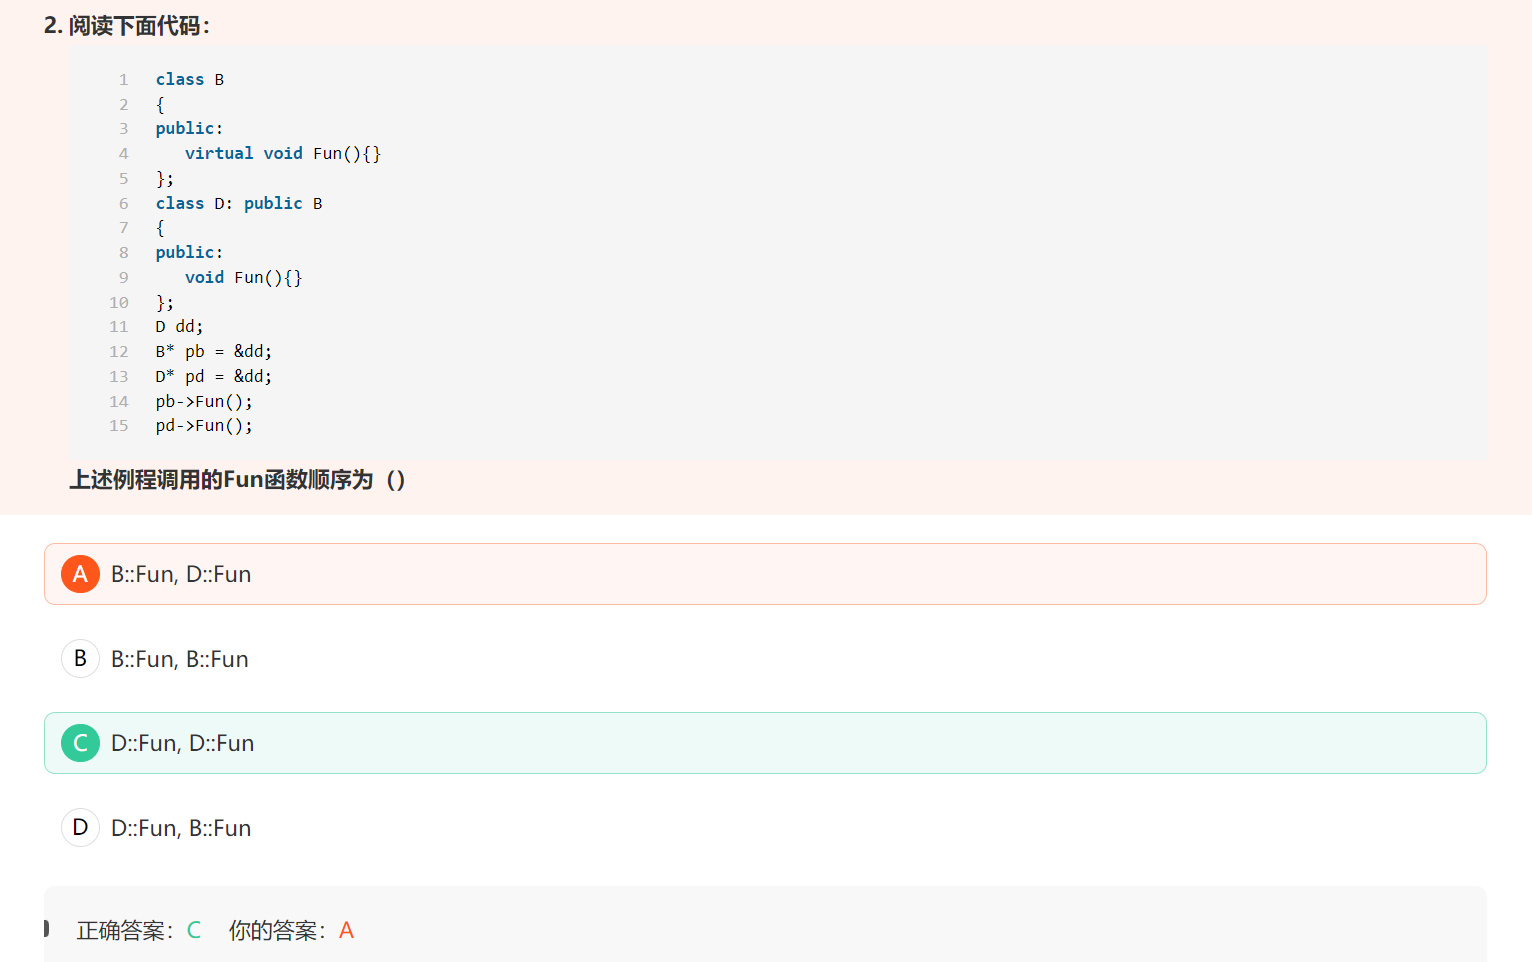 2. 阅读下面代码：
1 class B
2 {
3 public:
4    virtual void Fun(){}
5 };
6 class D: public B
7 {
8 public:
9    void Fun(){}
10 };
11 D dd;
12 B* pb = &dd;
13 D* pd = &dd;
14 pb->Fun();
15 pd->Fun();
上述例程调用的Fun函数顺序为（）
A B::Fun, D::Fun
B B::Fun, B::Fun
C D::Fun, D::Fun
D D::Fun, B::Fun
正确答案：C 你的答案：A